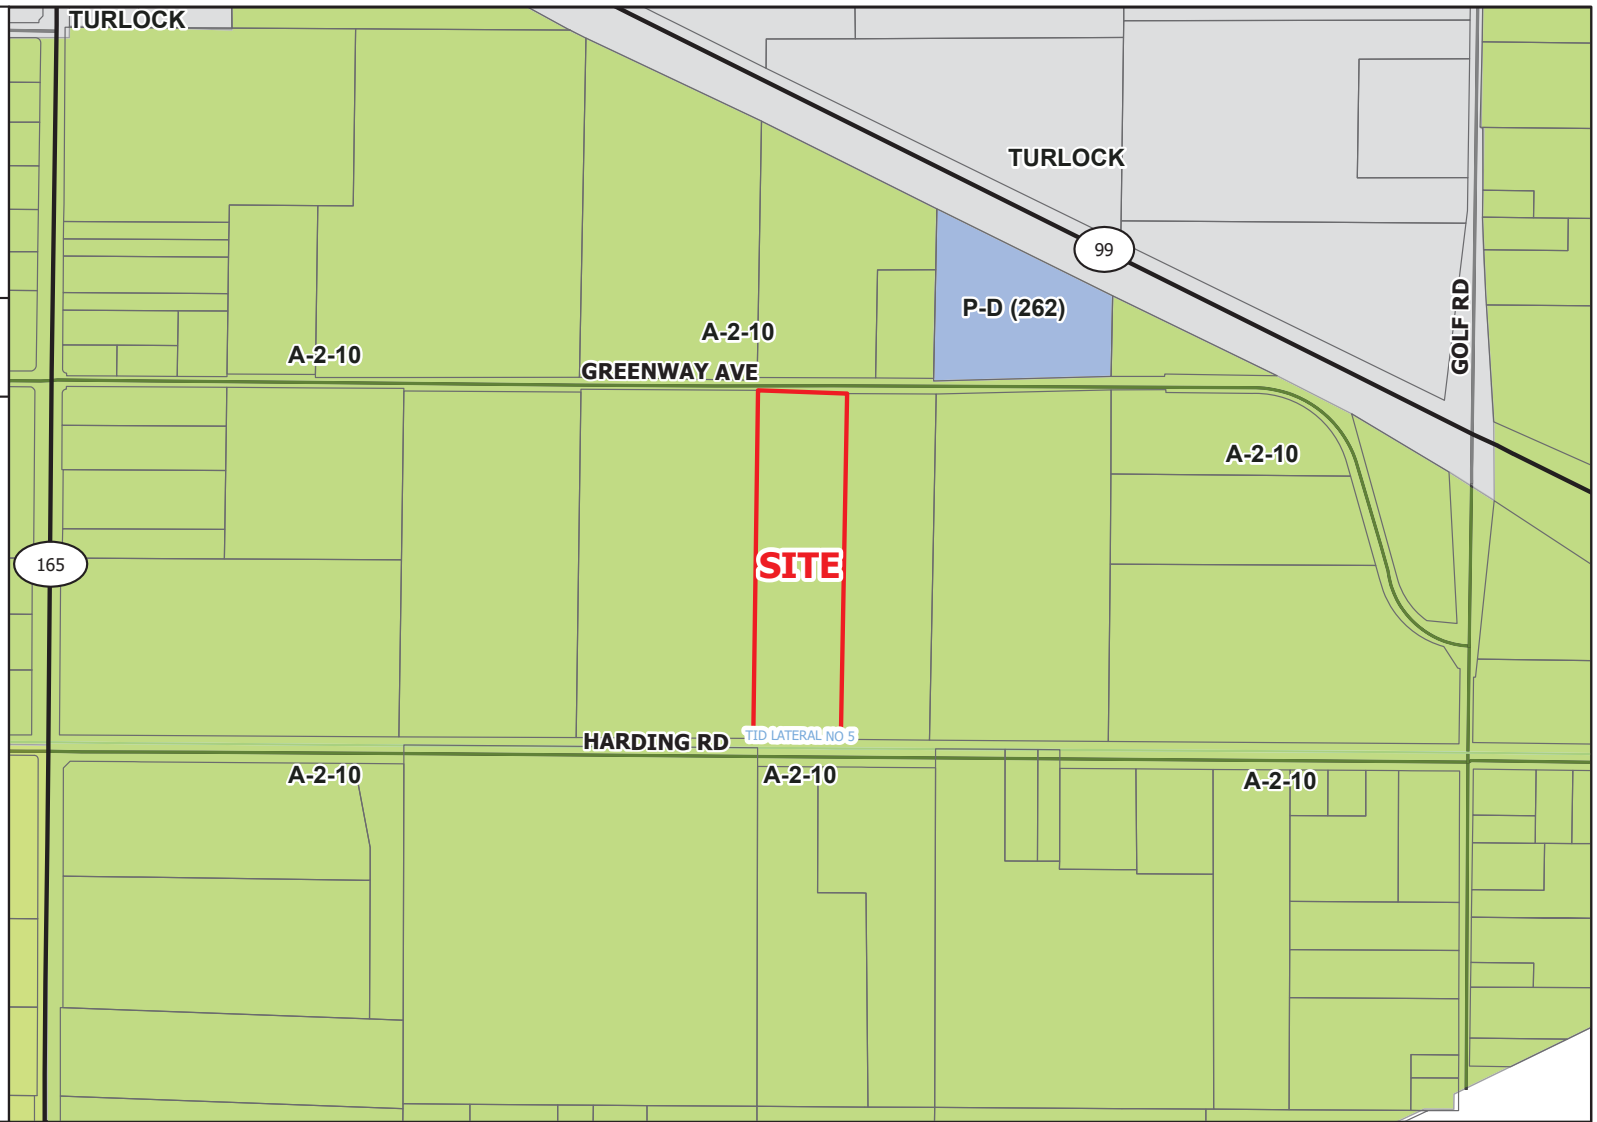 TURLOCK
TURLOCK
99
P-D (262)
GOLF RD
A-2-10
A-2-10
GREENWAY AVE
A-2-10
165
SITE
TID LATERAL NO 5
HARDING RD
A-2-10
A-2-10
A-2-10